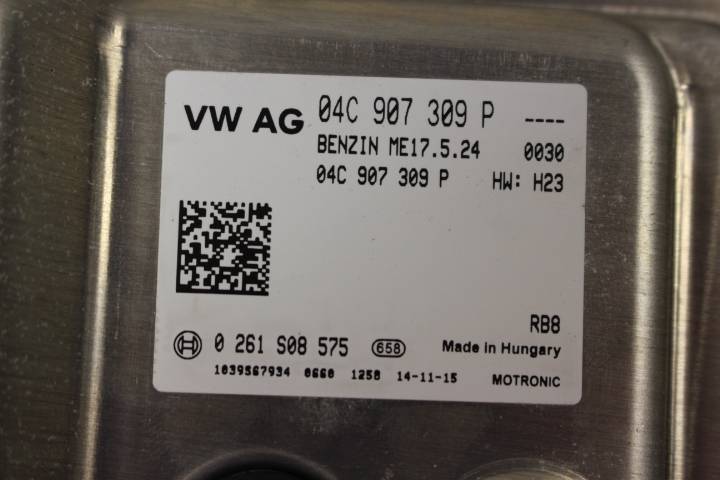 VW AG 04C 907 309 P ----
BENZIN ME17.5.24 0030
04C 907 309 P HW: H23
RB8
0 261 S08 575 658 Made in Hungary
1039567934 0660 1258 14-11-15 MOTRONIC